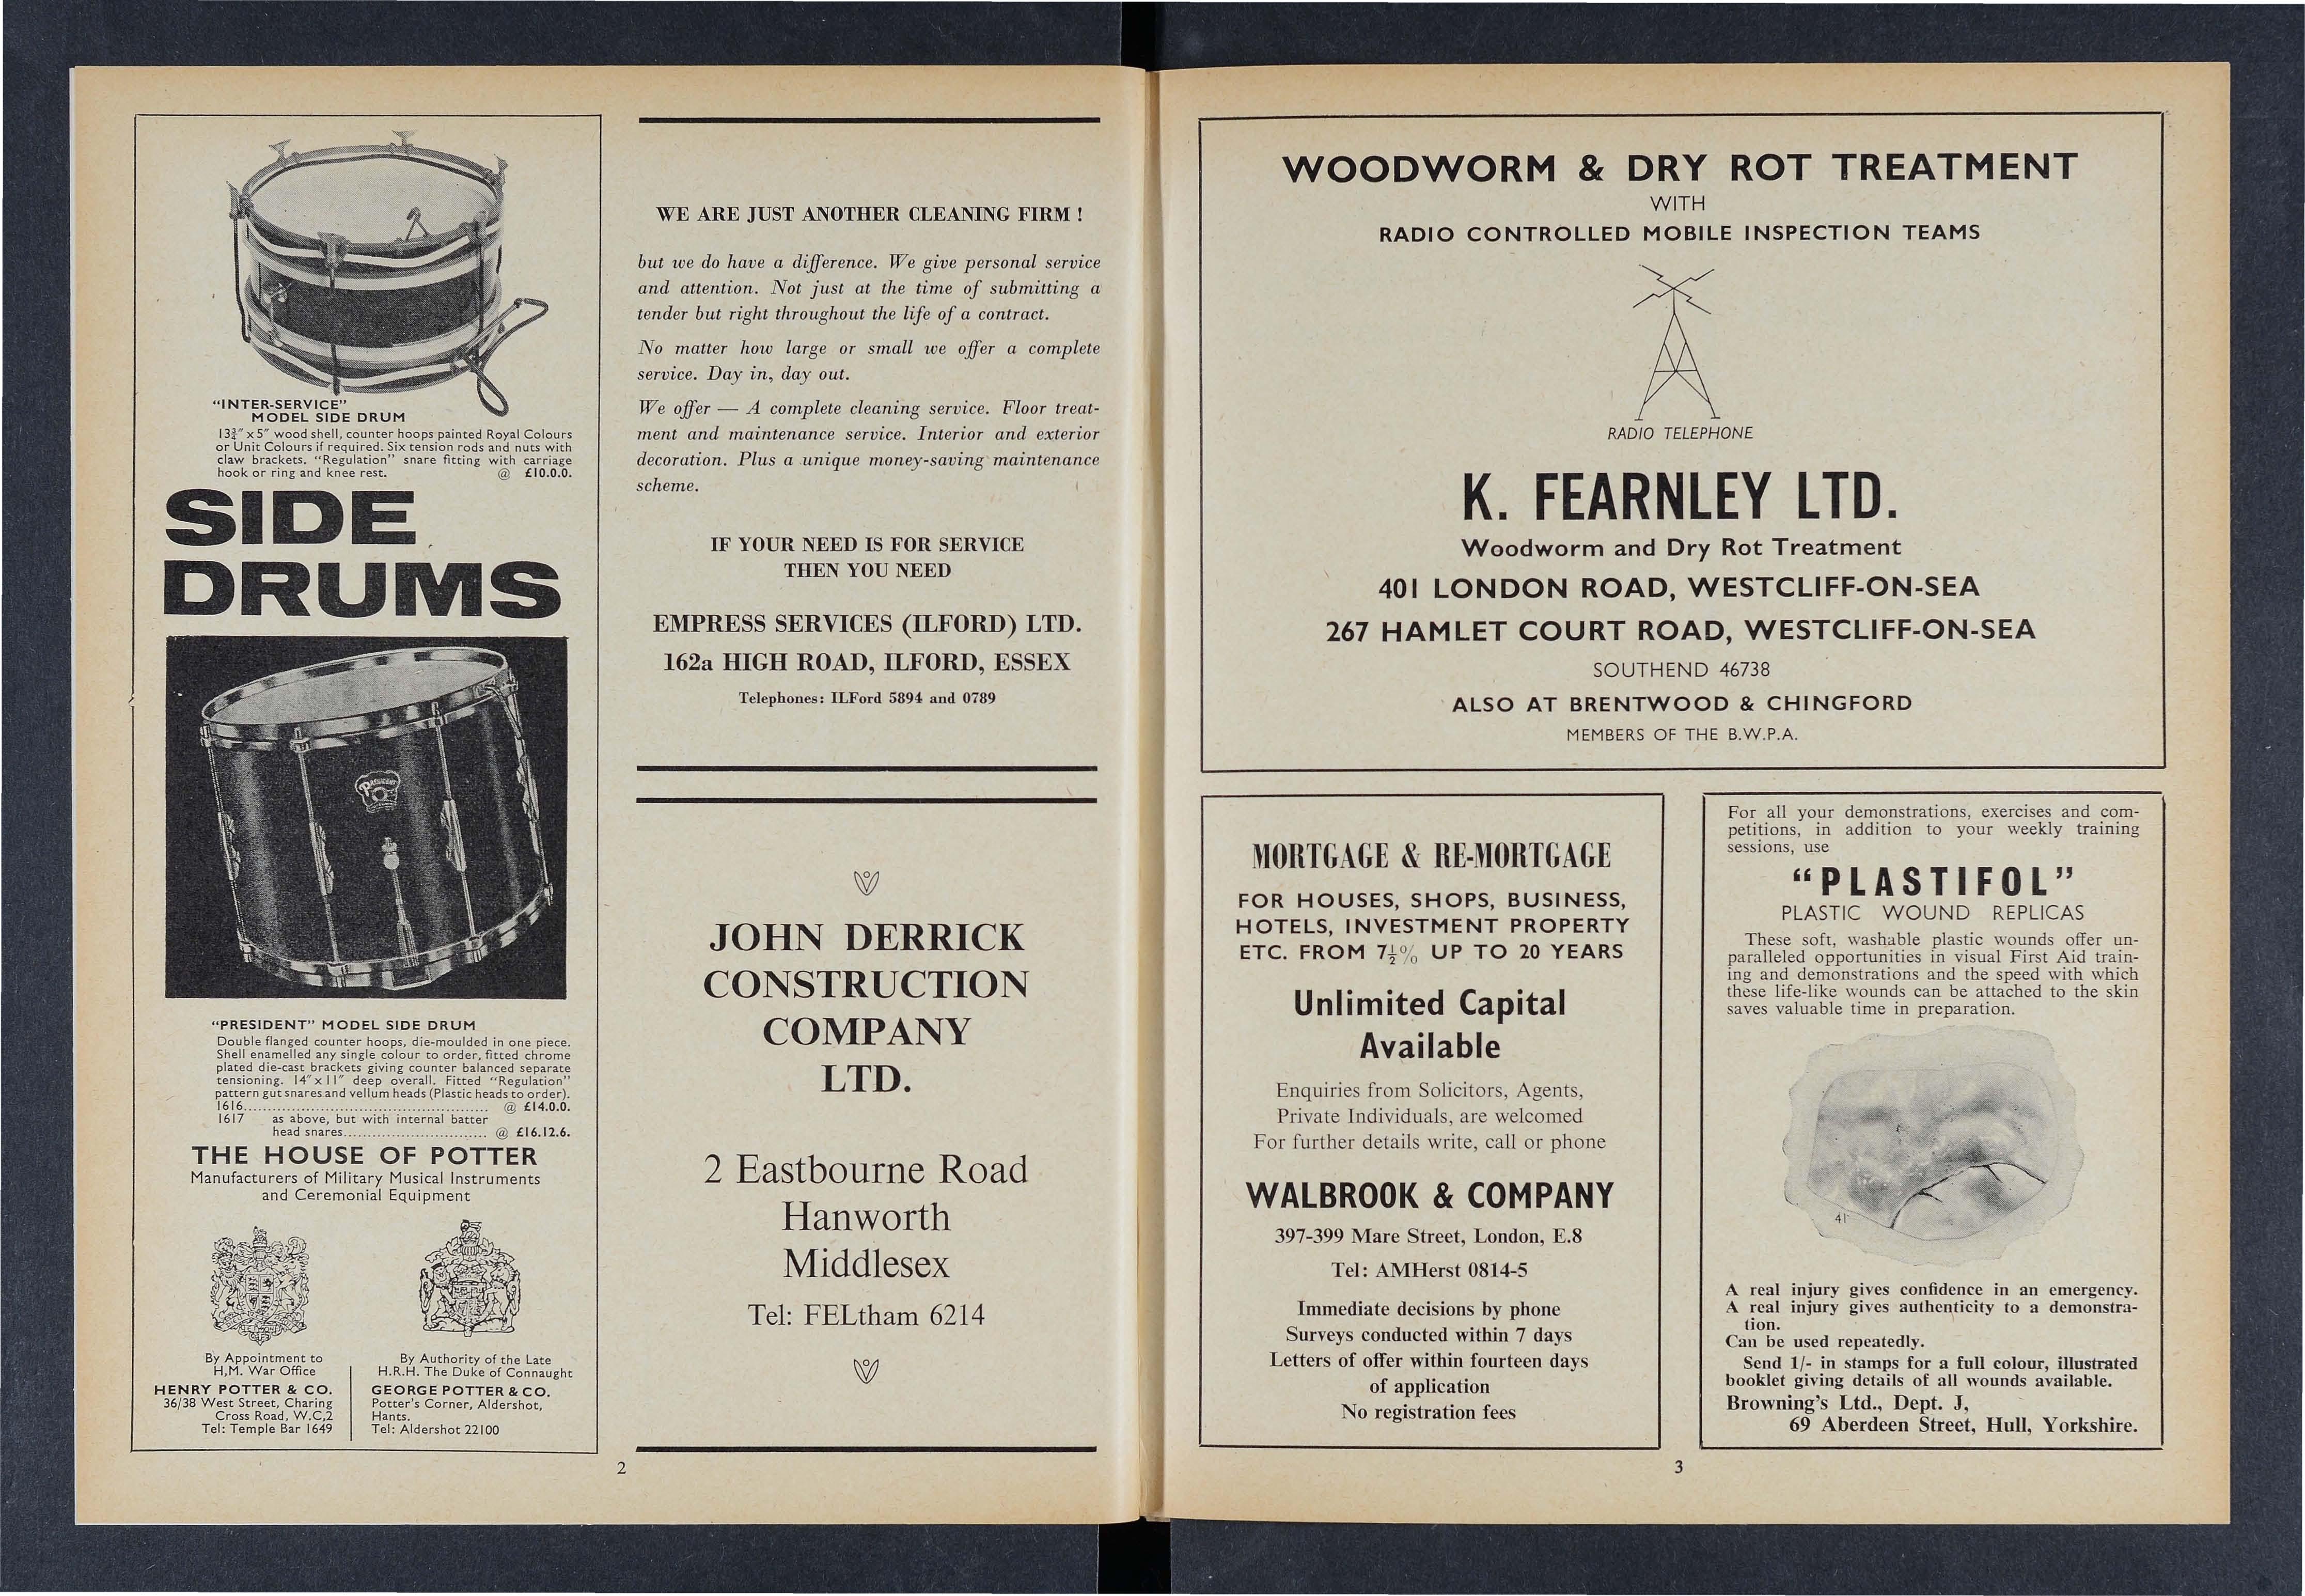 "INTER-SERVICE"
MODEL SIDE DRUM
13¾" x 5" wood shell, counter hoops painted Royal Colours
or Unit Colours if required. Six tension rods and nuts with
claw brackets. "Regulation" snare fitting with carriage
hook or ring and knee rest. @ £10.0.0.
SIDE
DRUMS
PRESIDENT
"PRESIDENT" MODEL SIDE DRUM
Double flanged counter hoops, die-moulded in one piece.
Shell enamelled any single colour to order, fitted chrome
plated die-cast brackets giving counter balanced separate
tensioning. 14" x 11" deep overall. Fitted "Regulation"
pattern gut snares and vellum heads (Plastic heads to order).
1616.................................................... @ £14.0.0.
1617 as above, but with internal batter
head snares.............................. @ £16.12.6.
THE HOUSE OF POTTER
Manufacturers of Military Musical Instruments
and Ceremonial Equipment
By Appointment to
H,M. War Office
HENRY POTTER & CO.
36/38 West Street, Charing
Cross Road, W.C,2
Tel: Temple Bar 1649
By Authority of the Late
H.R.H. The Duke of Connaught
GEORGE POTTER & CO.
Potter's Corner, Aldershot,
Hants.
Tel: Aldershot 22100
WE ARE JUST ANOTHER CLEANING FIRM !
but we do have a difference. We give personal service
and attention. Not just at the time of submitting a
tender but right throughout the life of a contract.
No matter how large or small we offer a complete
service. Day in, day out.
We offer — A complete cleaning service. Floor treat-
ment and maintenance service. Interior and exterior
decoration. Plus a unique money-saving maintenance
scheme.
IF YOUR NEED IS FOR SERVICE
THEN YOU NEED
EMPRESS SERVICES (ILFORD) LTD.
162a HIGH ROAD, ILFORD, ESSEX
Telephones: ILFord 5894 and 0789
JOHN DERRICK
CONSTRUCTION
COMPANY
LTD.
2 Eastbourne Road
Hanworth
Middlesex
Tel: FELtham 6214
2
WOODWORM & DRY ROT TREATMENT
WITH
RADIO CONTROLLED MOBILE INSPECTION TEAMS
RADIO TELEPHONE
K. FEARNLEY LTD.
Woodworm and Dry Rot Treatment
401 LONDON ROAD, WESTCLIFF-ON-SEA
267 HAMLET COURT ROAD, WESTCLIFF-ON-SEA
SOUTHEND 46738
ALSO AT BRENTWOOD & CHINGFORD
MEMBERS OF THE B.W.P.A.
MORTGAGE & RE-MORTGAGE
FOR HOUSES, SHOPS, BUSINESS,
HOTELS, INVESTMENT PROPERTY
ETC. FROM 7½% UP TO 20 YEARS
Unlimited Capital
Available
Enquiries from Solicitors, Agents,
Private Individuals, are welcomed
For further details write, call or phone
WALBROOK & COMPANY
397-399 Mare Street, London, E.8
Tel: AMHerst 0814-5
Immediate decisions by phone
Surveys conducted within 7 days
Letters of offer within fourteen days
of application
No registration fees
For all your demonstrations, exercises and com-
petitions, in addition to your weekly training
sessions, use
"PLASTIFOL"
PLASTIC WOUND REPLICAS
These soft, washable plastic wounds offer un-
paralleled opportunities in visual First Aid train-
ing and demonstrations and the speed with which
these life-like wounds can be attached to the skin
saves valuable time in preparation.
41
A real injury gives confidence in an emergency.
A real injury gives authenticity to a demonstra-
tion.
Can be used repeatedly.
Send 1/- in stamps for a full colour, illustrated
booklet giving details of all wounds available.
Browning's Ltd., Dept. J,
69 Aberdeen Street, Hull, Yorkshire.
3